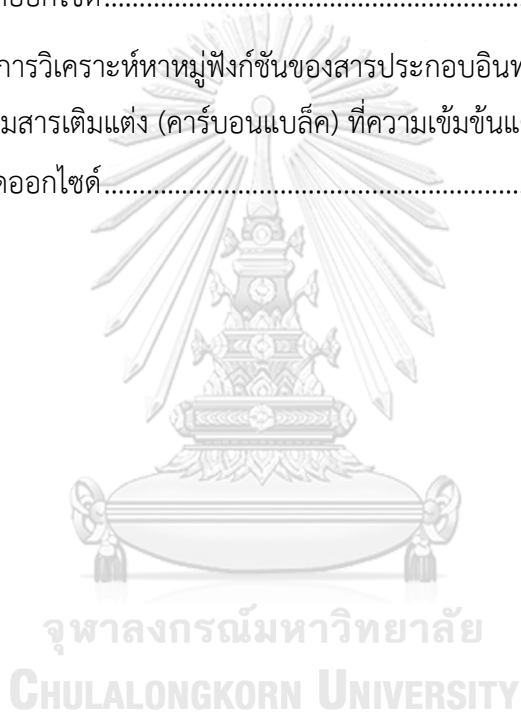 การวิเคราะห์หาหมู่ฟังก์ชันของสารประกอบอินท
มสารเติมแต่ง (คาร์บอนแบล็ค) ที่ความเข้มข้นแ
ดออกไซด์.......................................................
จุฬาลงกรณ์มหาวิทยาลัย
CHULALONGKORN UNIVERSITY